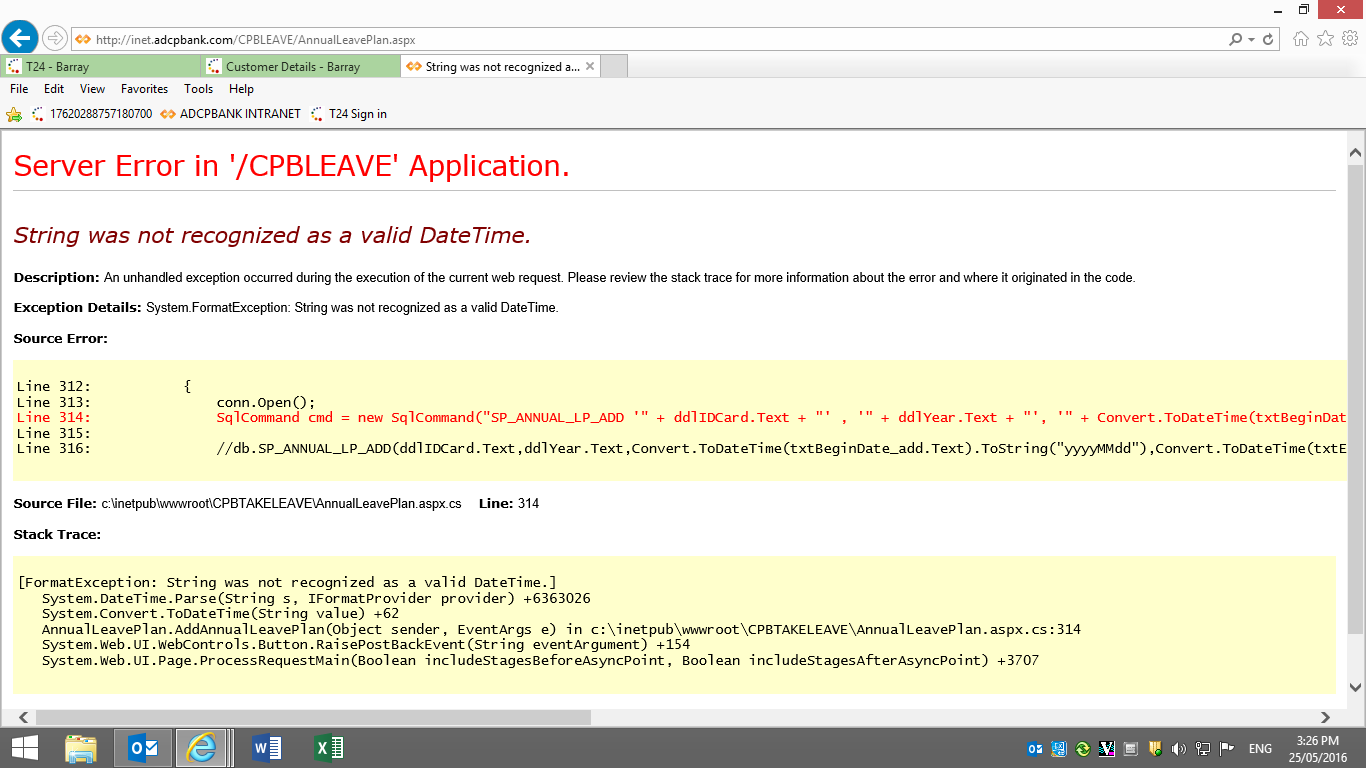 http://inet.adcpbank.com/CPBLEAVE/AnnualLeavePlan.aspx
T24 - Barray
Customer Details - Barray
String was not recognized a...
File Edit View Favorites Tools Help
17620288757180700 ADCPBANK INTRANET T24 Sign in
Server Error in '/CPBLEAVE' Application.
String was not recognized as a valid DateTime.
Description: An unhandled exception occurred during the execution of the current web request. Please review the stack trace for more information about the error and where it originated in the code.
Exception Details: System.FormatException: String was not recognized as a valid DateTime.
Source Error:
Line 312:            {
Line 313:                conn.Open();
Line 314:                SqlCommand cmd = new SqlCommand("SP_ANNUAL_LP_ADD '" + ddlIDCard.Text + "' , '" + ddlYear.Text + "', '" + Convert.ToDateTime(txtBeginDat
Line 315:
Line 316:                //db.SP_ANNUAL_LP_ADD(ddlIDCard.Text,ddlYear.Text,Convert.ToDateTime(txtBeginDate_add.Text).ToString("yyyyMMdd"),Convert.ToDateTime(txtE
Source File: c:\inetpub\wwwroot\CPBTAKELEAVE\AnnualLeavePlan.aspx.cs    Line: 314
Stack Trace:
[FormatException: String was not recognized as a valid DateTime.]
   System.DateTime.Parse(String s, IFormatProvider provider) +6363026
   System.Convert.ToDateTime(String value) +62
   AnnualLeavePlan.AddAnnualLeavePlan(Object sender, EventArgs e) in c:\inetpub\wwwroot\CPBTAKELEAVE\AnnualLeavePlan.aspx.cs:314
   System.Web.UI.WebControls.Button.RaisePostBackEvent(String eventArgument) +154
   System.Web.UI.Page.ProcessRequestMain(Boolean includeStagesBeforeAsyncPoint, Boolean includeStagesAfterAsyncPoint) +3707
ENG
3:26 PM
25/05/2016